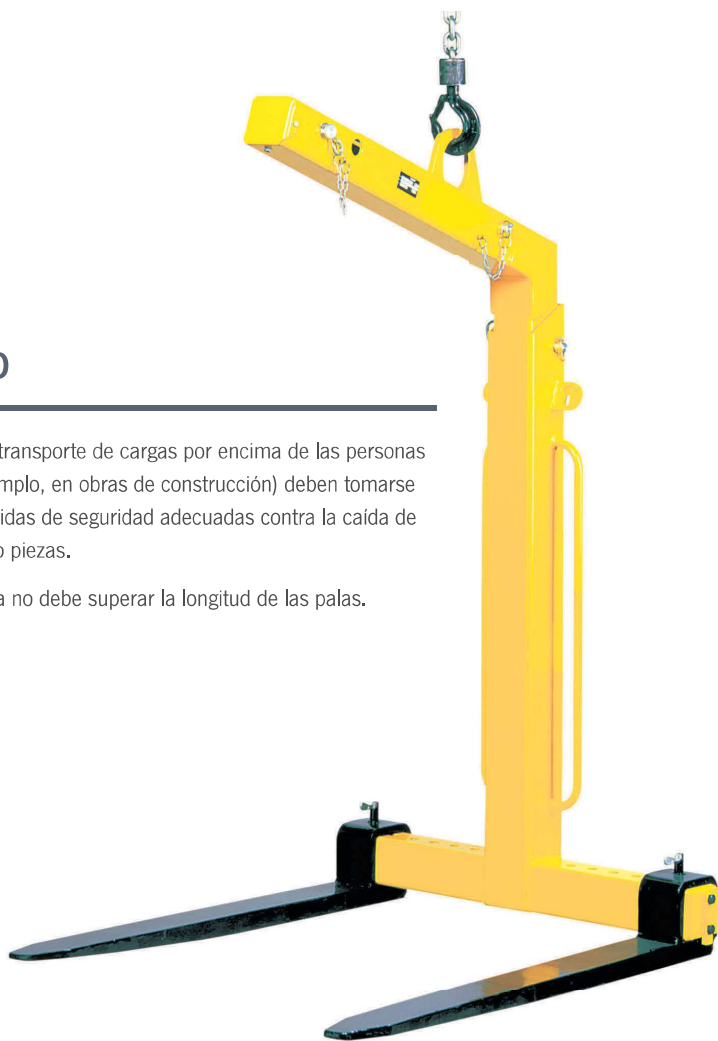 O
transporte de cargas por encima de las personas
mplo, en obras de construcción) deben tomarse
idas de seguridad adecuadas contra la caída de
o piezas.
a no debe superar la longitud de las palas.